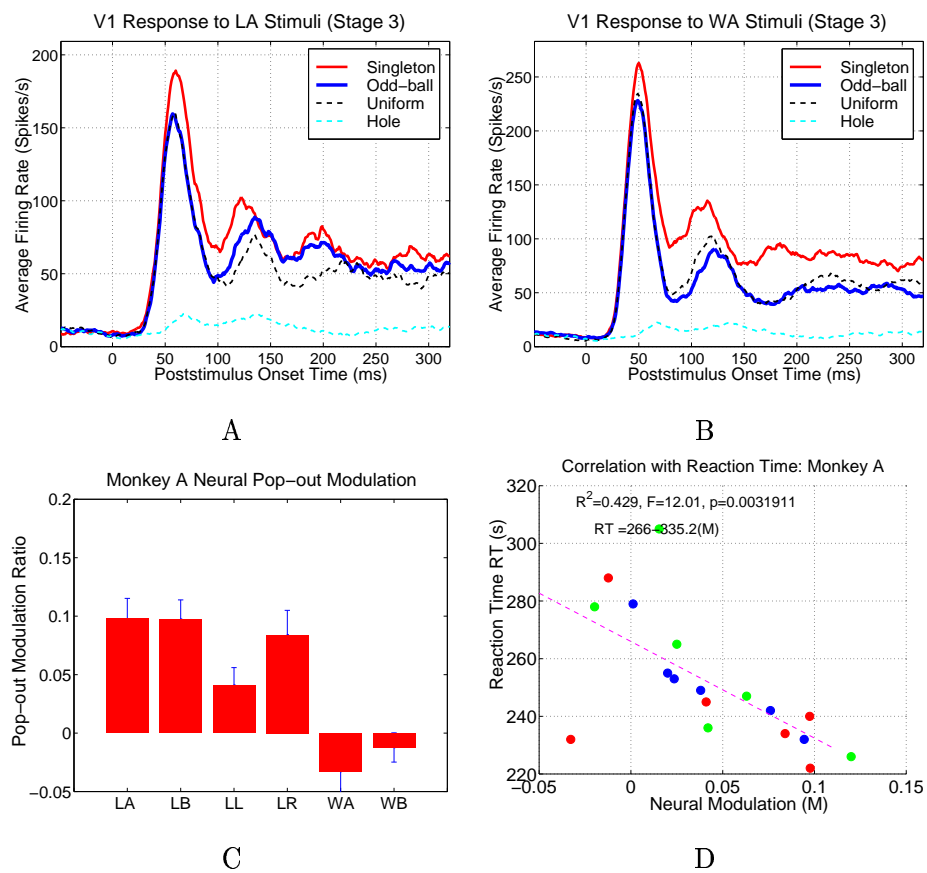 V1 Response to LA Stimuli (Stage 3)
Average Firing Rate (Spikes/s)
200
150
100
50
0
Singleton
Odd−ball
Uniform
Hole
0 50 100 150 200 250 300
Poststimulus Onset Time (ms)
A
V1 Response to WA Stimuli (Stage 3)
Average Firing Rate (Spikes/s)
250
200
150
100
50
0
Singleton
Odd−ball
Uniform
Hole
0 50 100 150 200 250 300
Poststimulus Onset Time (ms)
B
Monkey A Neural Pop−out Modulation
Pop−out Modulation Ratio
0.2
0.15
0.1
0.05
0
−0.05
LA LB LL LR WA WB
C
Correlation with Reaction Time: Monkey A
R2=0.429, F=12.01, p=0.0031911
RT =266−335.2(M)
Reaction Time RT (s)
320
300
280
260
240
220
−0.05 0 0.05 0.1 0.15
Neural Modulation (M)
D